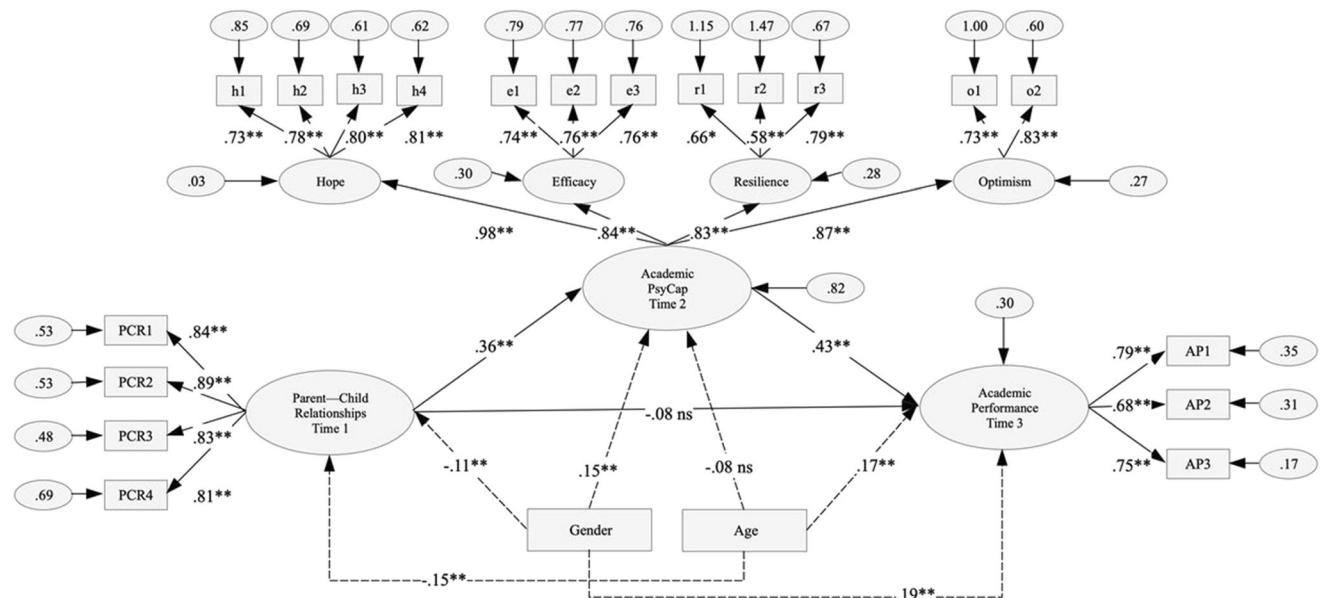 .85 .69 .61 .62 .79 .77 .76 1.15 1.47 .67 1.00 .60
h1 h2 h3 h4 e1 e2 e3 r1 r2 r3 o1 o2
.73** .78** .80** .81** .74** .76** .76** .66* .58** .79** .73** .83**
.03 Hope .30 Efficacy Resilience .28 Optimism .27
.98** .84** .83** .87**
Academic
PsyCap
Time 2
.82
.30
.53 PCR1 .84**
.53 PCR2 .89**
.48 PCR3 .83**
.69 PCR4 .81**
Parent—Child
Relationships
Time 1
.36**
.43**
-.08 ns
Academic
Performance
Time 3
.79** AP1 .35
.68** AP2 .31
.75** AP3 .17
-.11** .15** -.08 ns .17**
Gender Age
-.15**
.19**